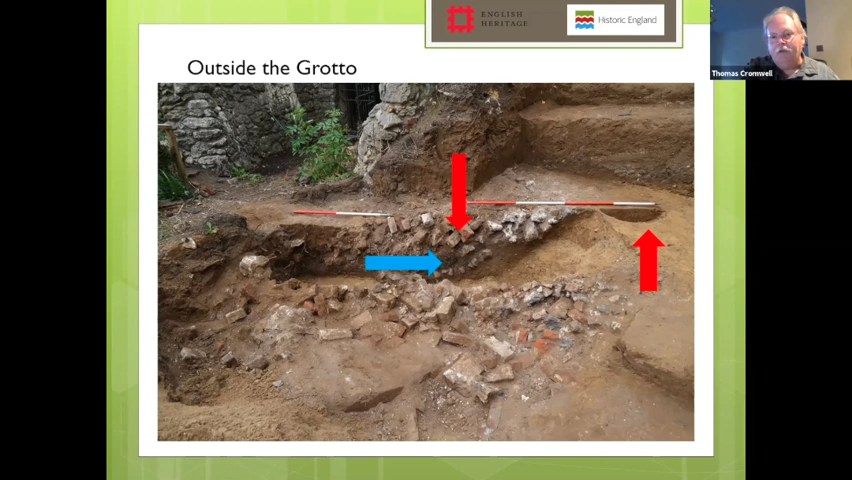 ENGLISH
HERITAGE
Historic England
Thomas Cromwell
Outside the Grotto